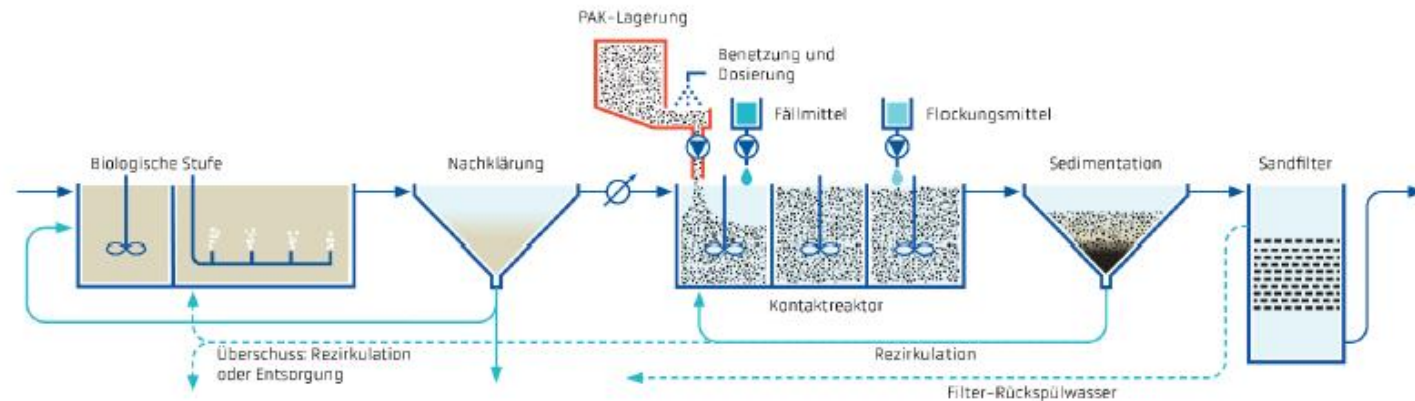 PAK-Lagerung
Benetzung und
Dosierung
Fällmittel
Flockungsmittel
Biologische Stufe
Nachklärung
Sedimentation
Sandfilter
Kontaktreaktor
Überschuss: Rezirkulation
oder Entsorgung
Rezirkulation
Filter-Rückspülwasser